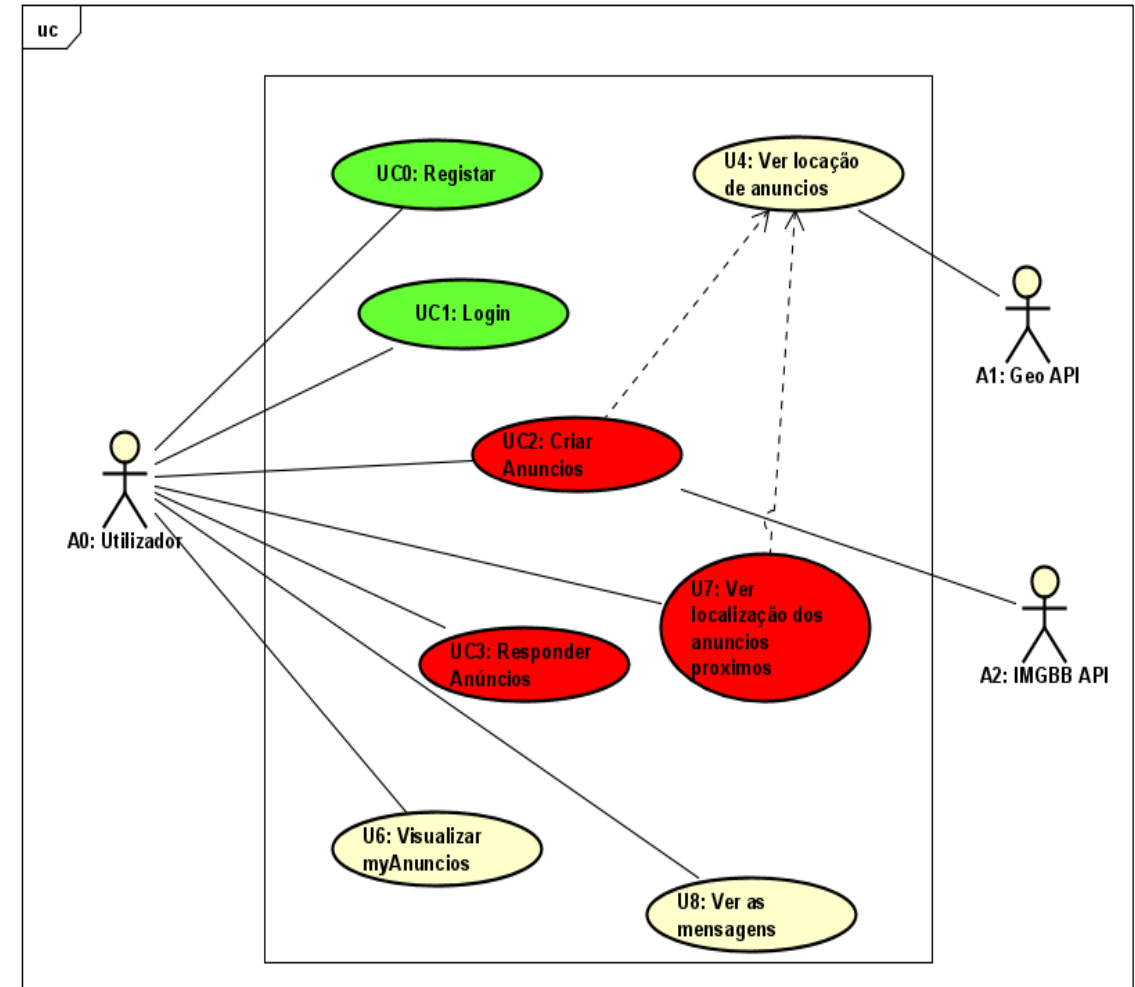 uc
UC0: Registar
U4: Ver locação
de anuncios
UC1: Login
A1: Geo API
UC2: Criar
Anuncios
A0: Utilizador
U7: Ver
localização dos
anuncios
proximos
UC3: Responder
Anúncios
A2: IMGBB API
U6: Visualizar
myAnuncios
U8: Ver as
mensagens